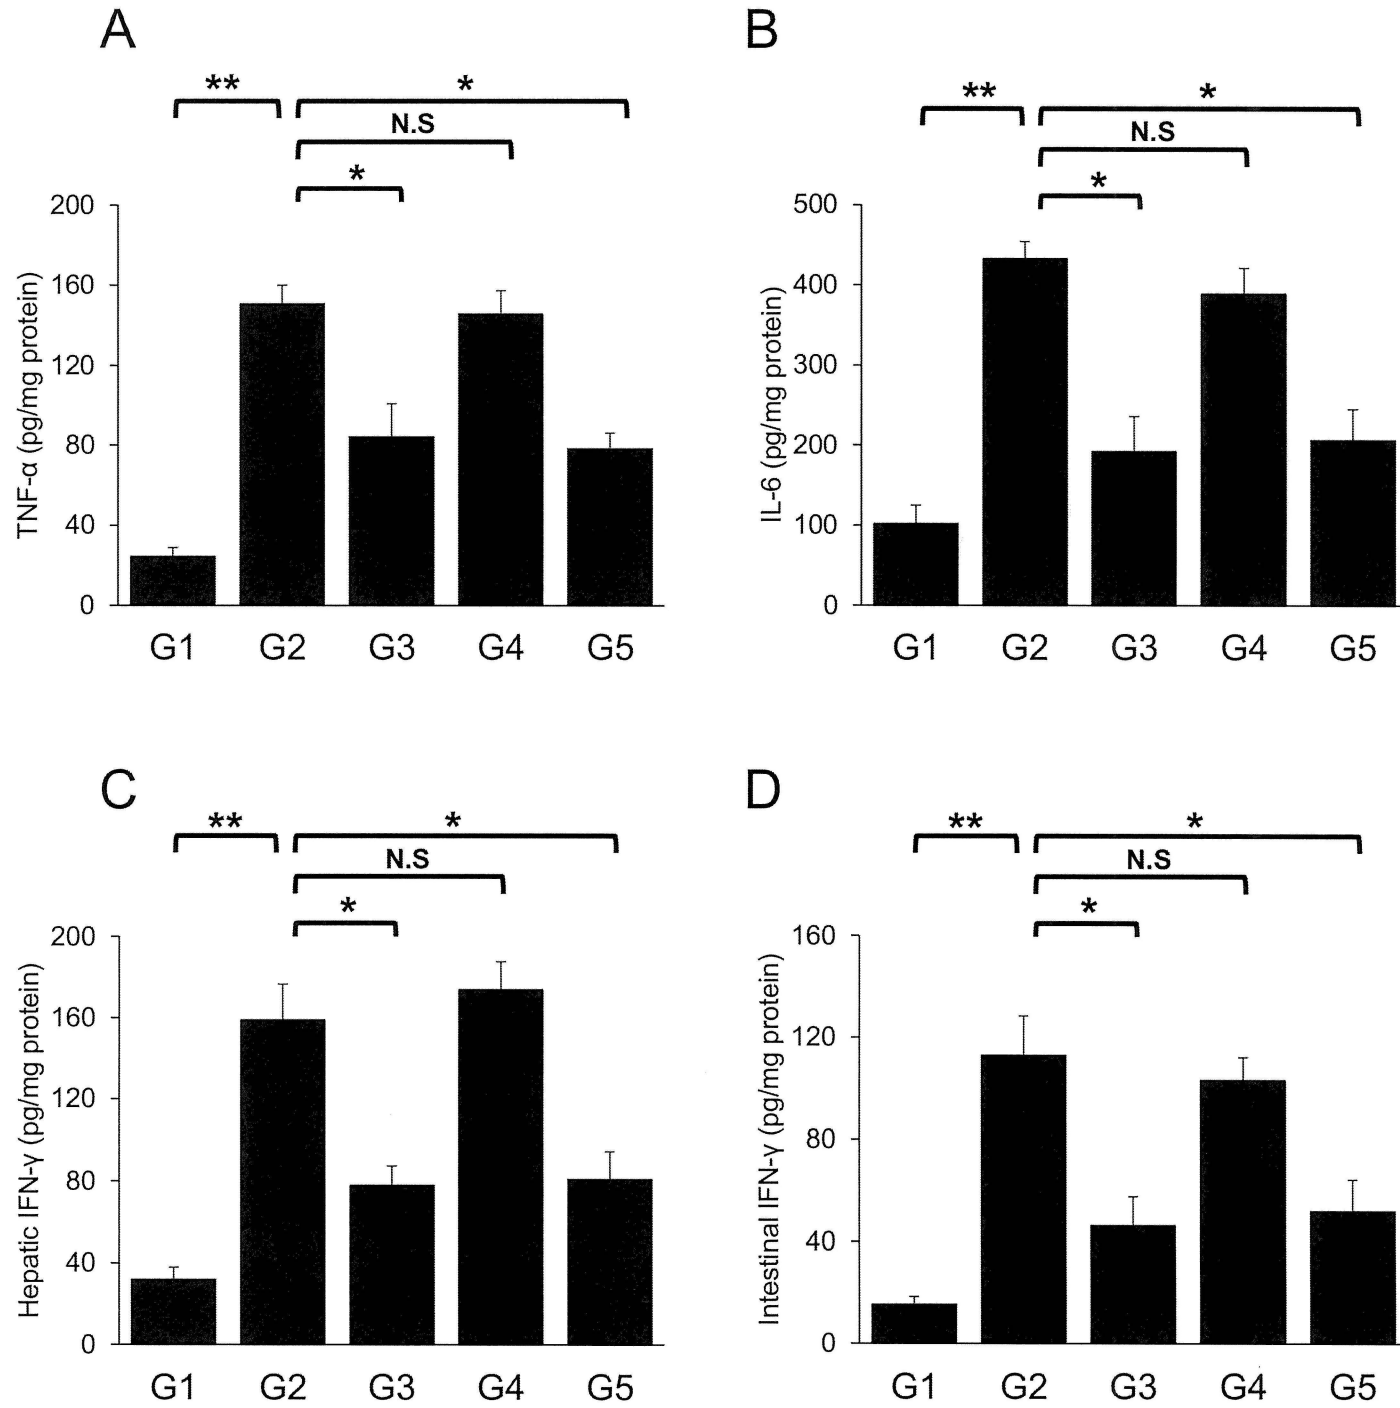 A
** *
N.S
*
TNF-α (pg/mg protein)
200
160
120
80
40
0
G1 G2 G3 G4 G5
B
** *
N.S
*
IL-6 (pg/mg protein)
500
400
300
200
100
0
G1 G2 G3 G4 G5
C
** *
N.S
*
Hepatic IFN-γ (pg/mg protein)
200
160
120
80
40
0
G1 G2 G3 G4 G5
D
** *
N.S
*
Intestinal IFN-γ (pg/mg protein)
160
120
80
40
0
G1 G2 G3 G4 G5